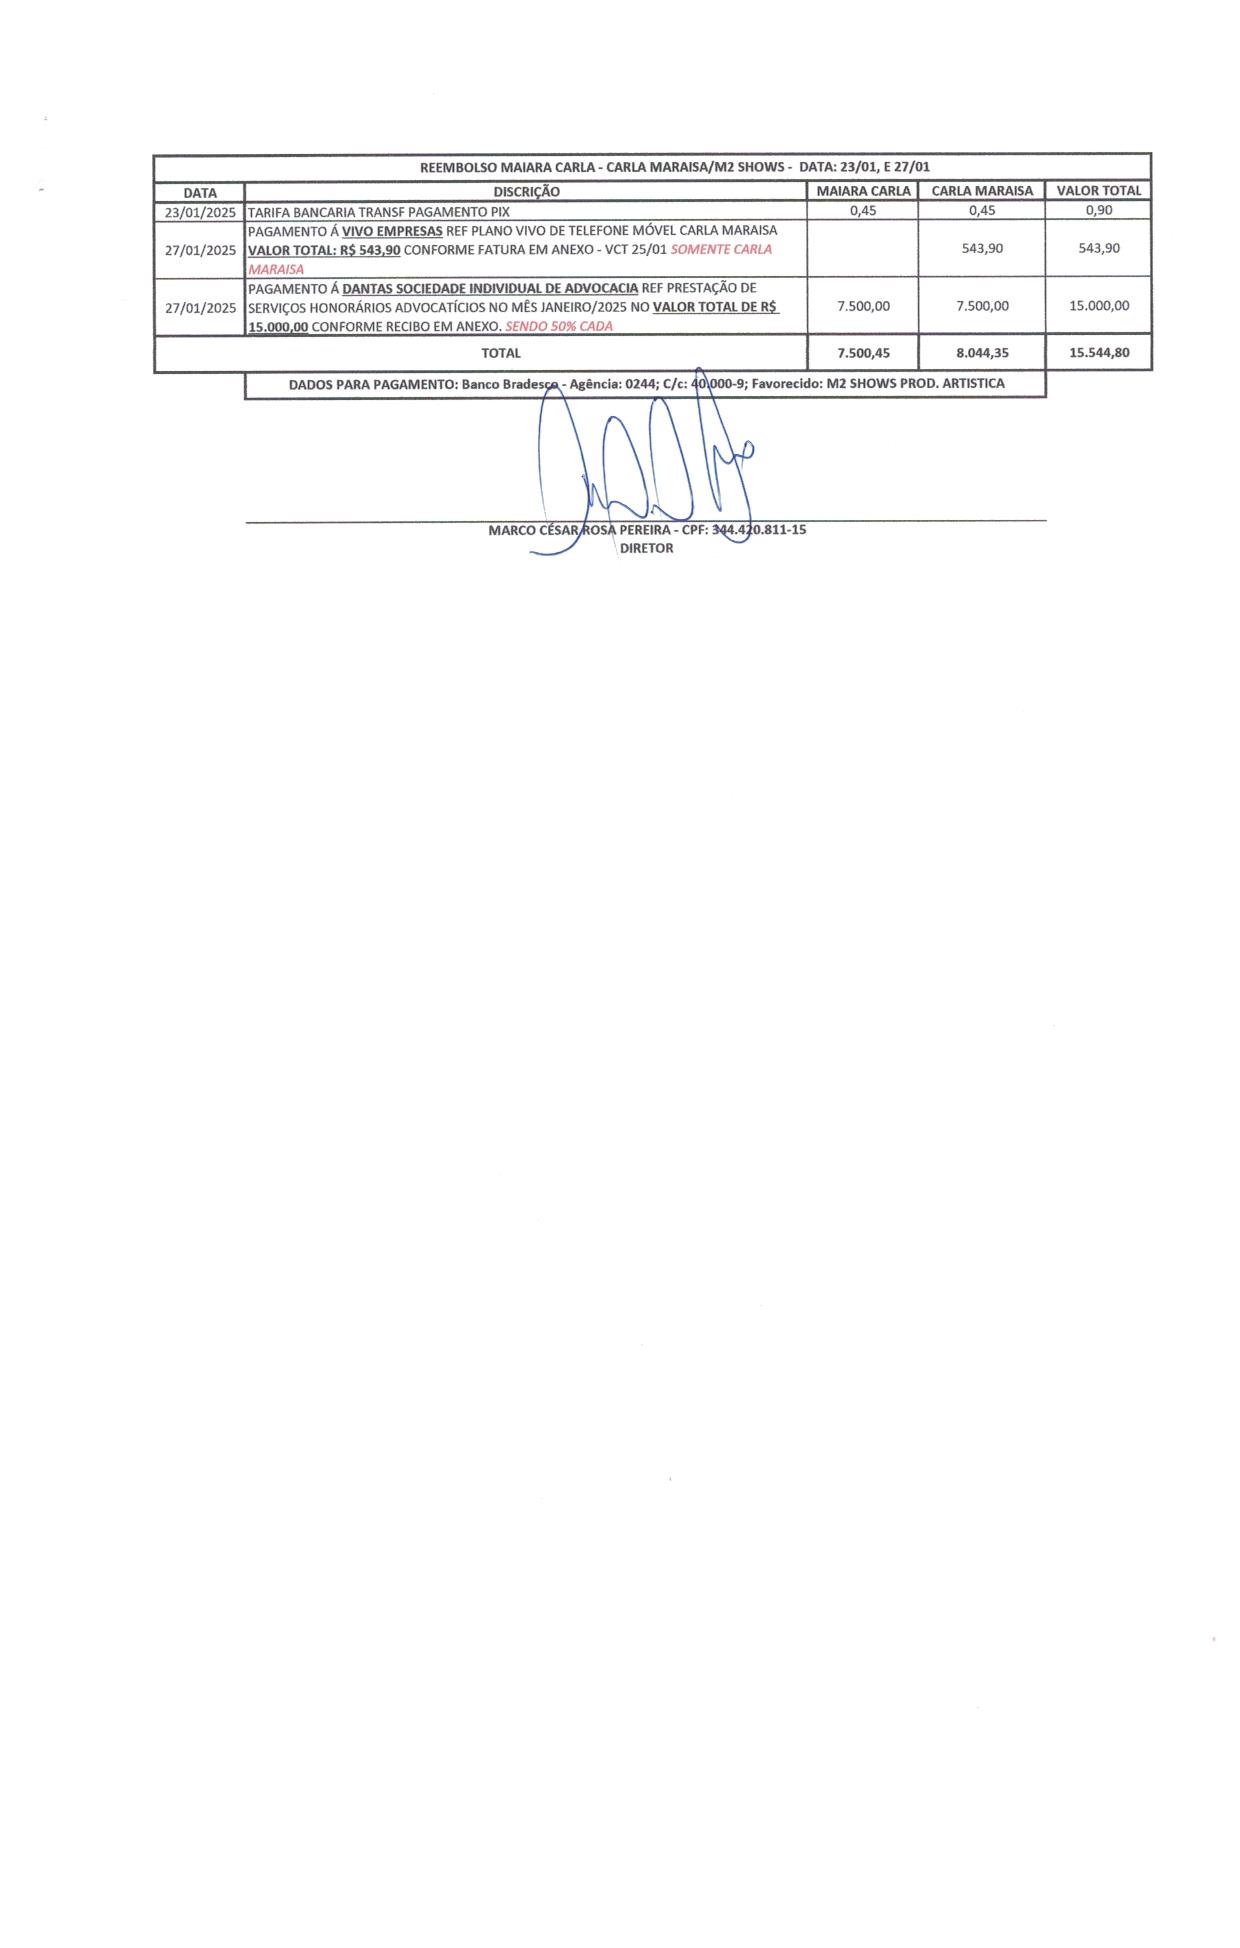 REEMBOLSO MAIARA CARLA - CARLA MARAISA/M2 SHOWS - DATA: 23/01, E 27/01
DATA DISCRIÇÃO MAIARA CARLA CARLA MARAISA VALOR TOTAL
23/01/2025 TARIFA BANCARIA TRANSF PAGAMENTO PIX 0,45 0,45 0,90
PAGAMENTO Á VIVO EMPRESAS REF PLANO VIVO DE TELEFONE MÓVEL CARLA MARAISA
27/01/2025 VALOR TOTAL: R$ 543,90 CONFORME FATURA EM ANEXO - VCT 25/01 SOMENTE CARLA 543,90 543,90
MARAISA
PAGAMENTO Á DANTAS SOCIEDADE INDIVIDUAL DE ADVOCACIA REF PRESTAÇÃO DE
27/01/2025 SERVIÇOS HONORÁRIOS ADVOCATÍCIOS NO MÊS JANEIRO/2025 NO VALOR TOTAL DE R$ 7.500,00 7.500,00 15.000,00
15.000,00 CONFORME RECIBO EM ANEXO. SENDO 50% CADA
TOTAL 7.500,45 8.044,35 15.544,80
DADOS PARA PAGAMENTO: Banco Bradesco - Agência: 0244; C/c: 40.000-9; Favorecido: M2 SHOWS PROD. ARTISTICA
MARCO CÉSAR ROSA PEREIRA - CPF: 344.420.811-15
DIRETOR